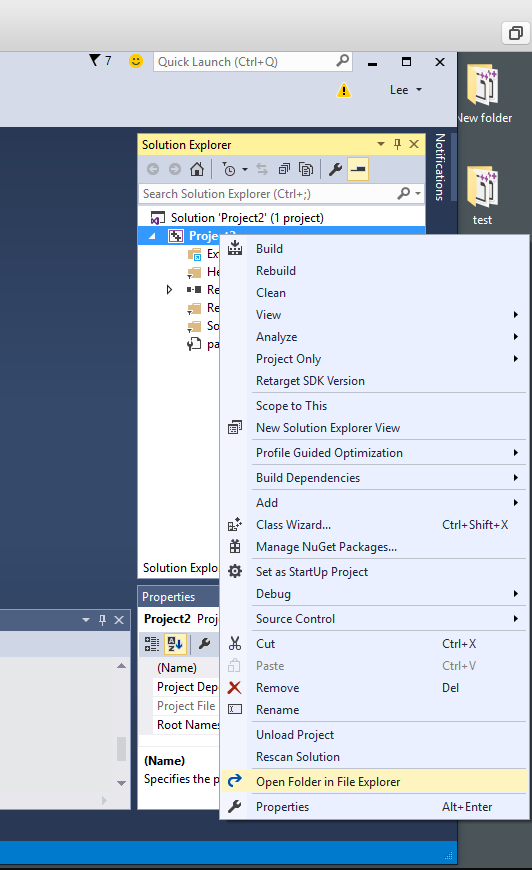 7
Quick Launch (Ctrl+Q)
Lee
New folder
test
Notifications
Solution Explorer
Search Solution Explorer (Ctrl+;)
Solution 'Project2' (1 project)
Project2
Ext
He
Re
Re
So
pa
Build
Rebuild
Clean
View
Analyze
Project Only
Retarget SDK Version
Scope to This
New Solution Explorer View
Profile Guided Optimization
Build Dependencies
Add
Class Wizard... Ctrl+Shift+X
Manage NuGet Packages...
Set as StartUp Project
Debug
Source Control
Cut Ctrl+X
Paste Ctrl+V
Remove Del
Rename
Unload Project
Rescan Solution
Open Folder in File Explorer
Properties Alt+Enter
Solution Explo
Properties
Project2 Proj
(Name)
Project Depe
Project File
Root Names
(Name)
Specifies the p